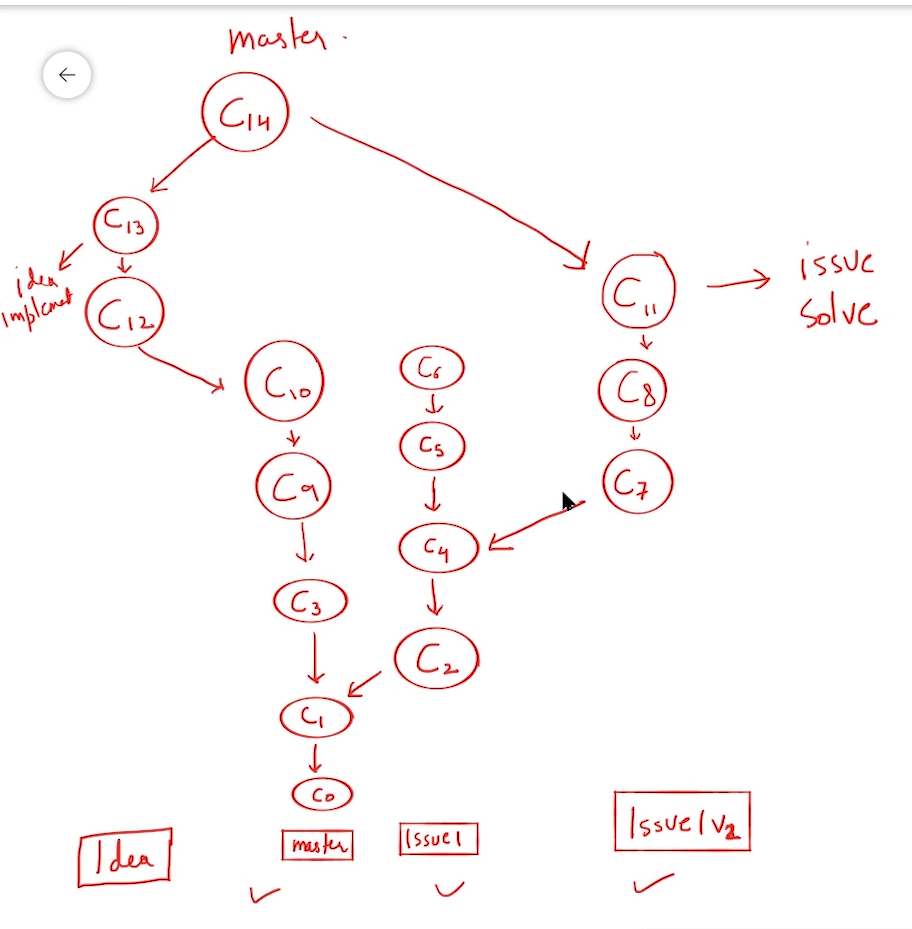 master.
C14
C13
idea
implemet
C12
C11
issue
solve
C10
C6
C8
C5
C9
C7
C4
C3
C2
C1
C0
Idea
master
Issue1
Issue1v2